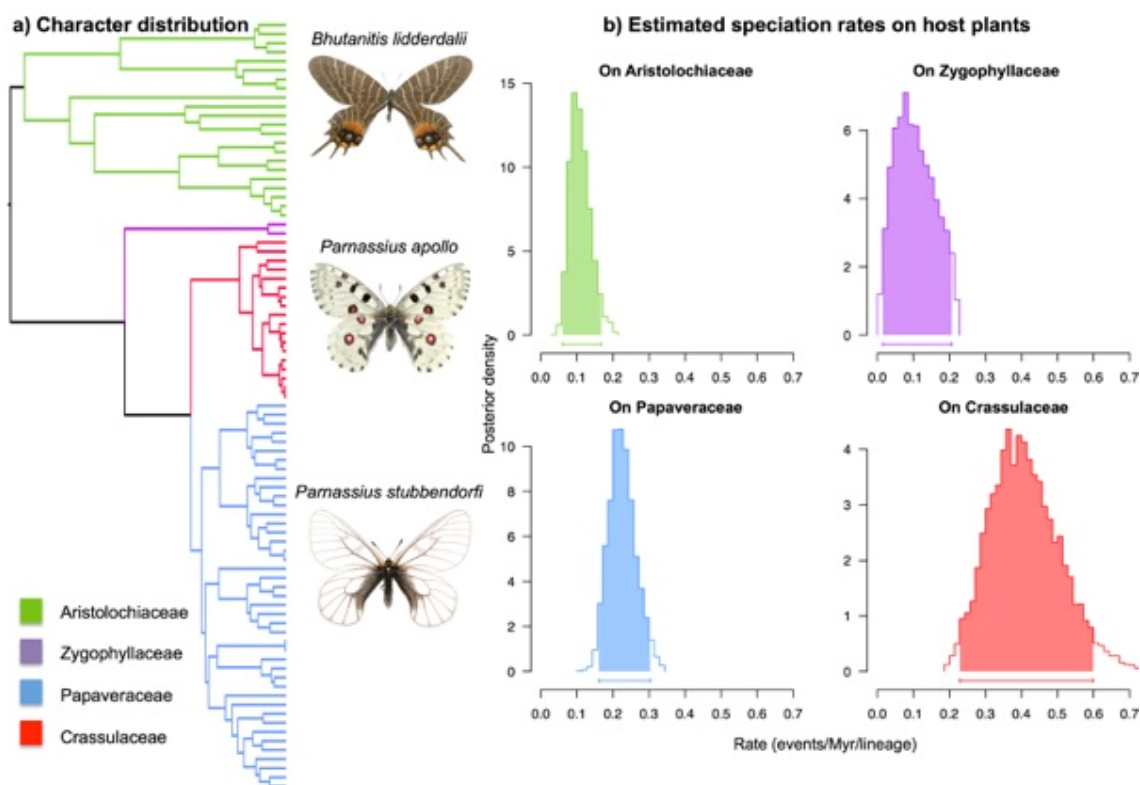 a) Character distribution
Bhutanitis lidderdalii
Parnassius apollo
Parnassius stubbendorfi
Aristolochiaceae
Zygophyllaceae
Papaveraceae
Crassulaceae
b) Estimated speciation rates on host plants
Posterior density
On Aristolochiaceae
15
10
5
0
0.0 0.1 0.2 0.3 0.4 0.5 0.6 0.7
On Zygophyllaceae
6
4
2
0
0.0 0.1 0.2 0.3 0.4 0.5 0.6 0.7
On Papaveraceae
10
8
6
4
2
0
0.0 0.1 0.2 0.3 0.4 0.5 0.6 0.7
On Crassulaceae
4
3
2
1
0
0.0 0.1 0.2 0.3 0.4 0.5 0.6 0.7
Rate (events/Myr/lineage)